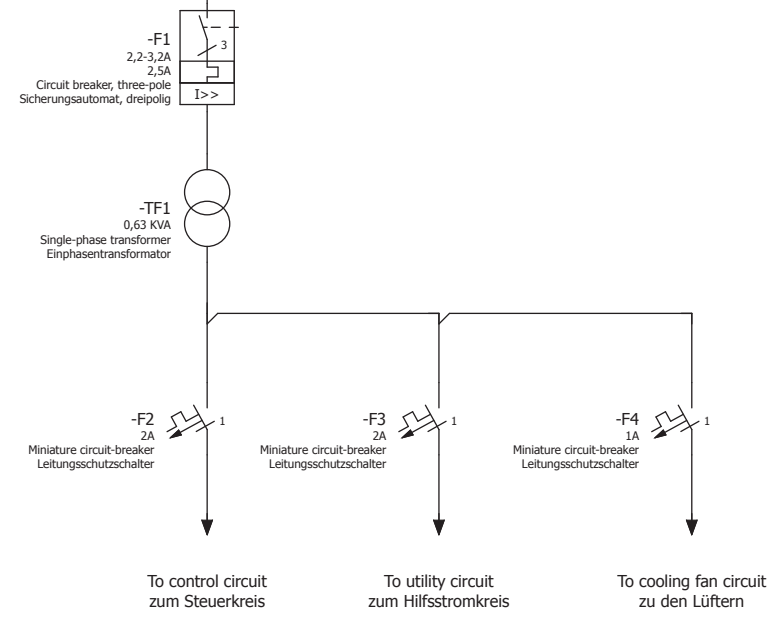 -F1
2,2-3,2A
2,5A
Circuit breaker, three-pole
Sicherungsautomat, dreipolig
3
I>>
-TF1
0,63 KVA
Single-phase transformer
Einphasentransformator
-F2
2A
Miniature circuit-breaker
Leitungsschutzschalter
1
-F3
2A
Miniature circuit-breaker
Leitungsschutzschalter
1
-F4
1A
Miniature circuit-breaker
Leitungsschutzschalter
1
To control circuit
zum Steuerkreis
To utility circuit
zum Hilfsstromkreis
To cooling fan circuit
zu den Lüftern